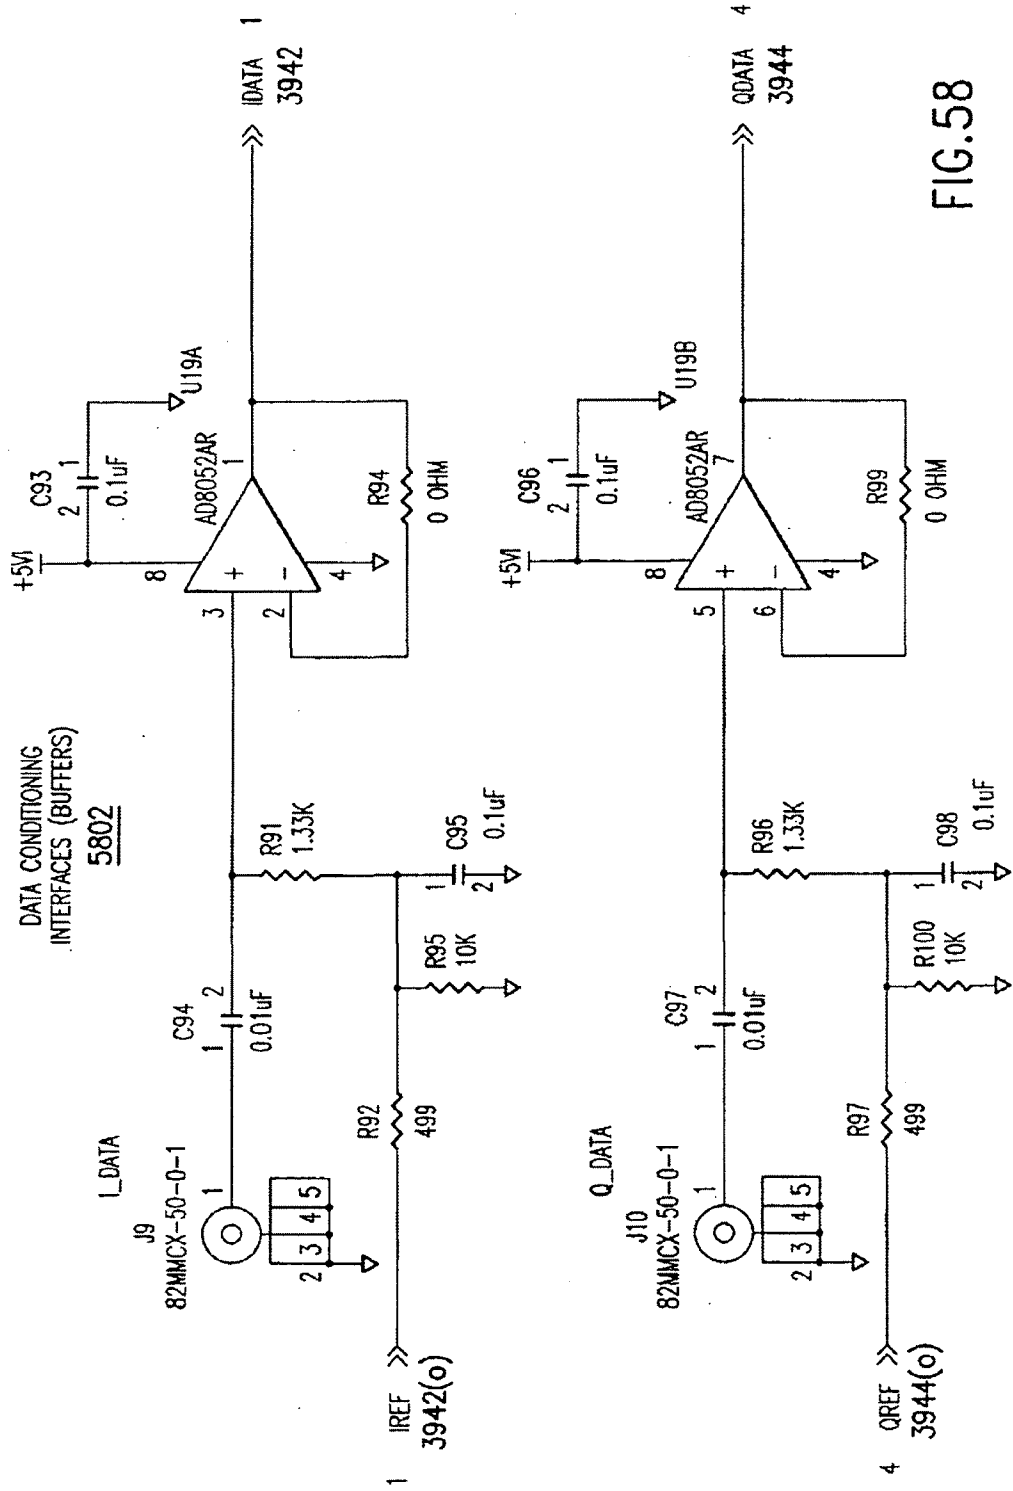 DATA CONDITIONING
INTERFACES (BUFFERS)
5802
+5VI
C93
2 1
0.1uF
U19A
AD8052AR
8
3
+
2
-
4
1
R94
0 OHM
IDATA 1
3942
I_DATA
J9
82MMCX-50-0-1
1
2 3 4 5
C94
1 2
0.01uF
R91
1.33K
R92
499
R95
10K
C95
1
2
0.1uF
1 IREF
3942(o)
+5VI
C96
2 1
0.1uF
U19B
AD8052AR
8
5
+
6
-
4
7
R99
0 OHM
QDATA 4
3944
Q_DATA
J10
82MMCX-50-0-1
1
2 3 4 5
C97
1 2
0.01uF
R96
1.33K
R97
499
R100
10K
C98
1
2
0.1uF
4 QREF
3944(o)
FIG.58